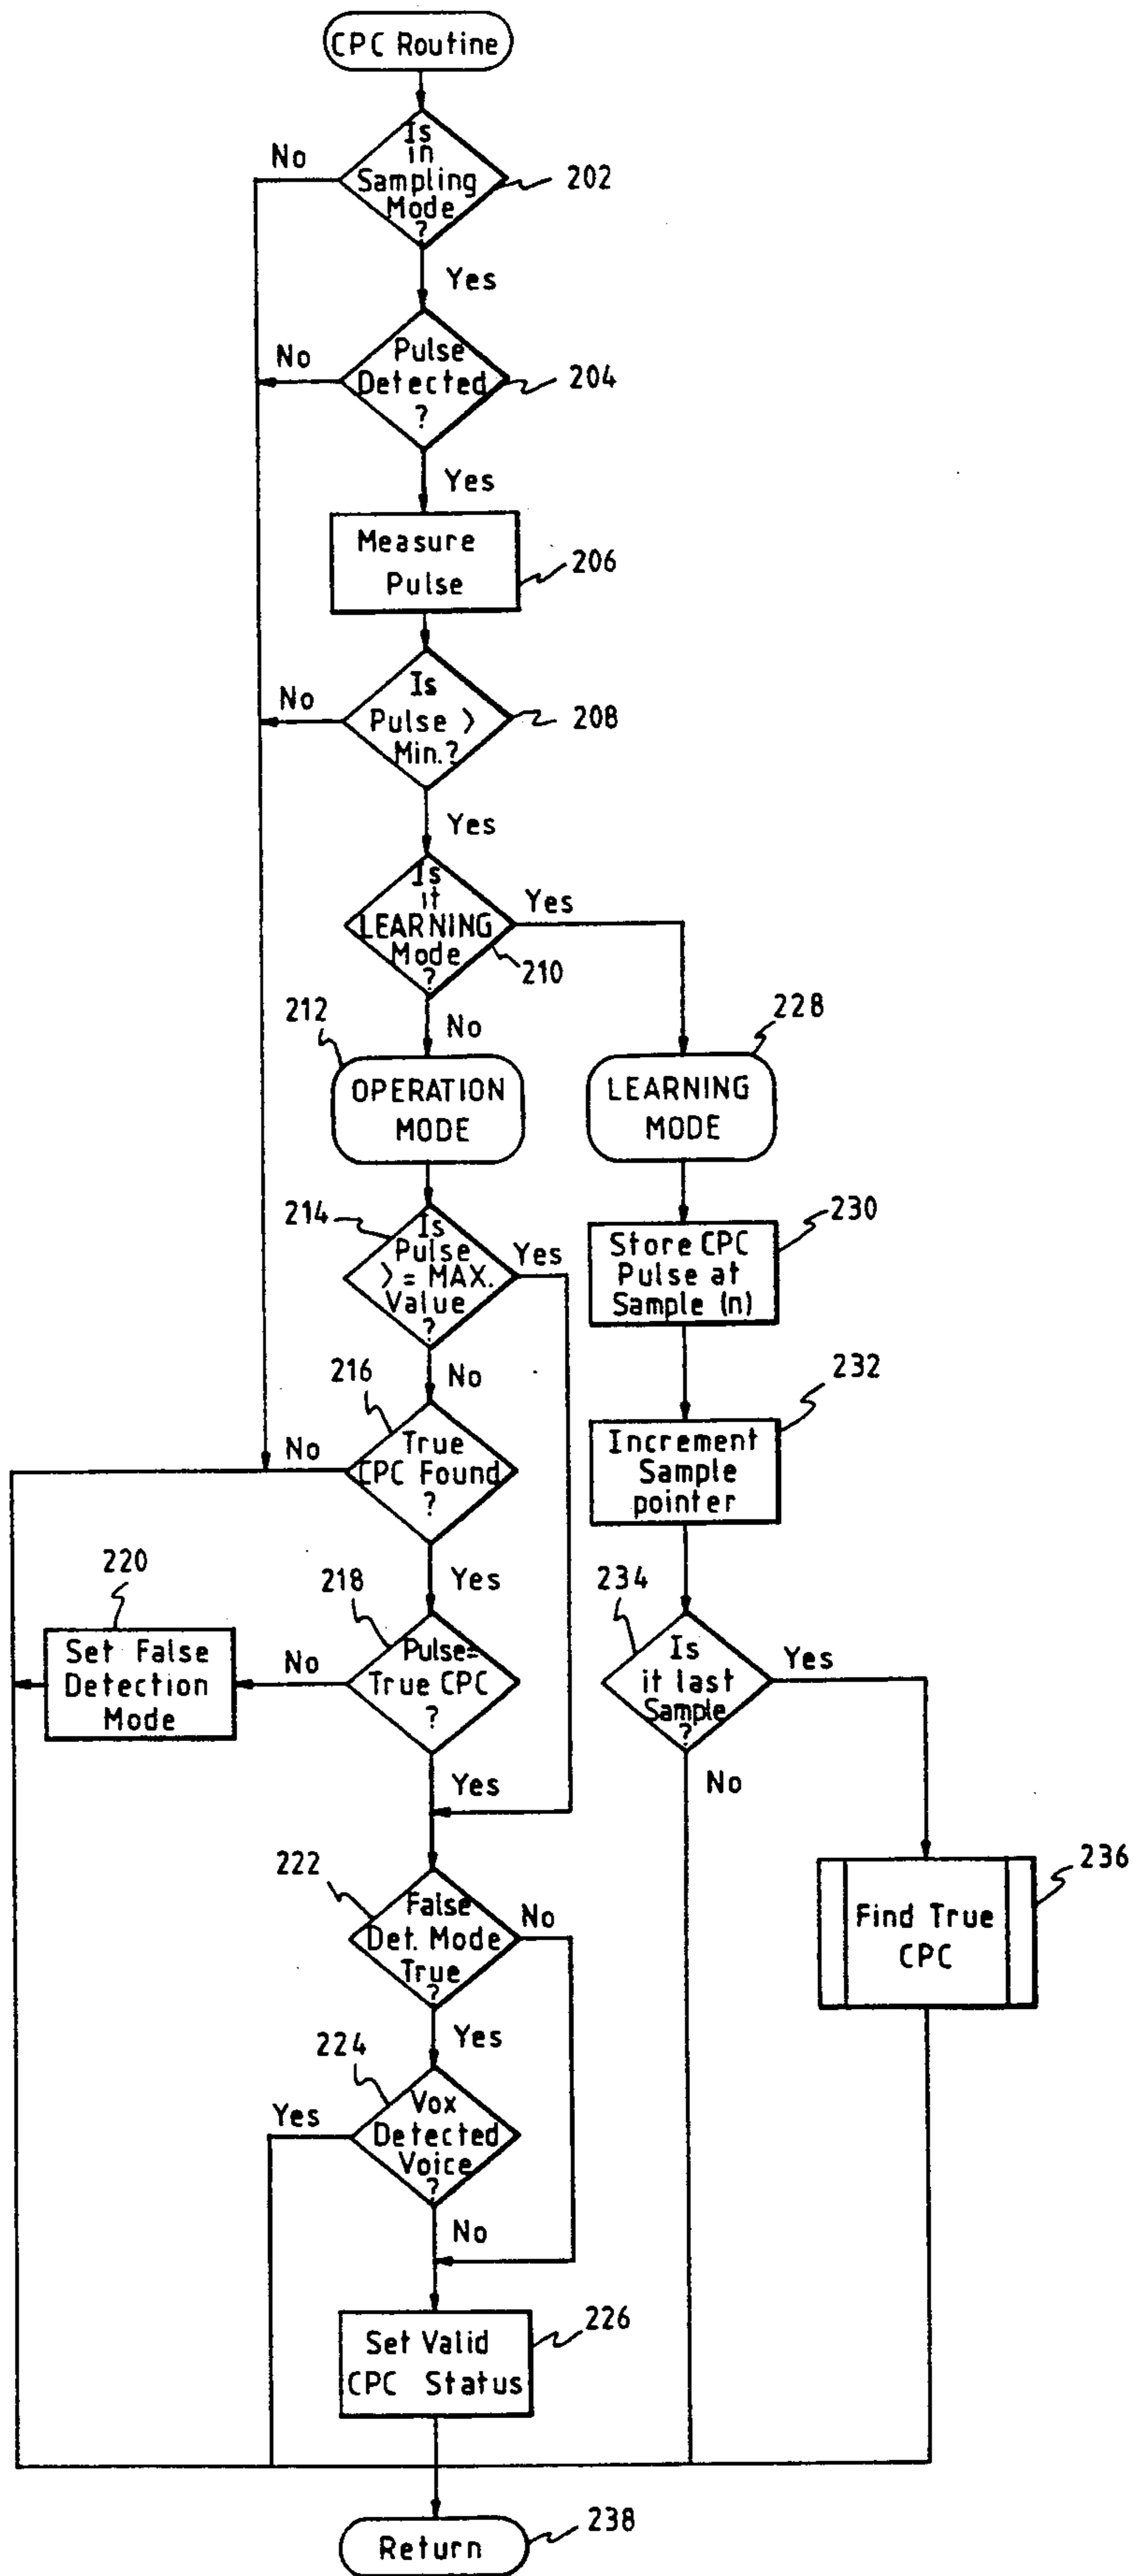 CPC Routine
Is
in
Sampling
Mode
?
No
202
Yes
Pulse
Detected
?
No
204
Yes
Measure
Pulse
206
Is
Pulse >
Min.?
No
208
Yes
Is
it
LEARNING
Mode
?
Yes
210
No
212
OPERATION
MODE
228
LEARNING
MODE
214
Is
Pulse
>= MAX.
Value
?
Yes
No
230
Store CPC
Pulse at
Sample (n)
216
True
CPC Found
?
No
Yes
232
Increment
Sample
pointer
220
Set False
Detection
Mode
218
Pulse=
True CPC
?
No
Yes
234
Is
it last
Sample
?
Yes
No
222
False
Det. Mode
True
?
No
Yes
236
Find True
CPC
224
Vox
Detected
Voice
?
Yes
No
226
Set Valid
CPC Status
238
Return